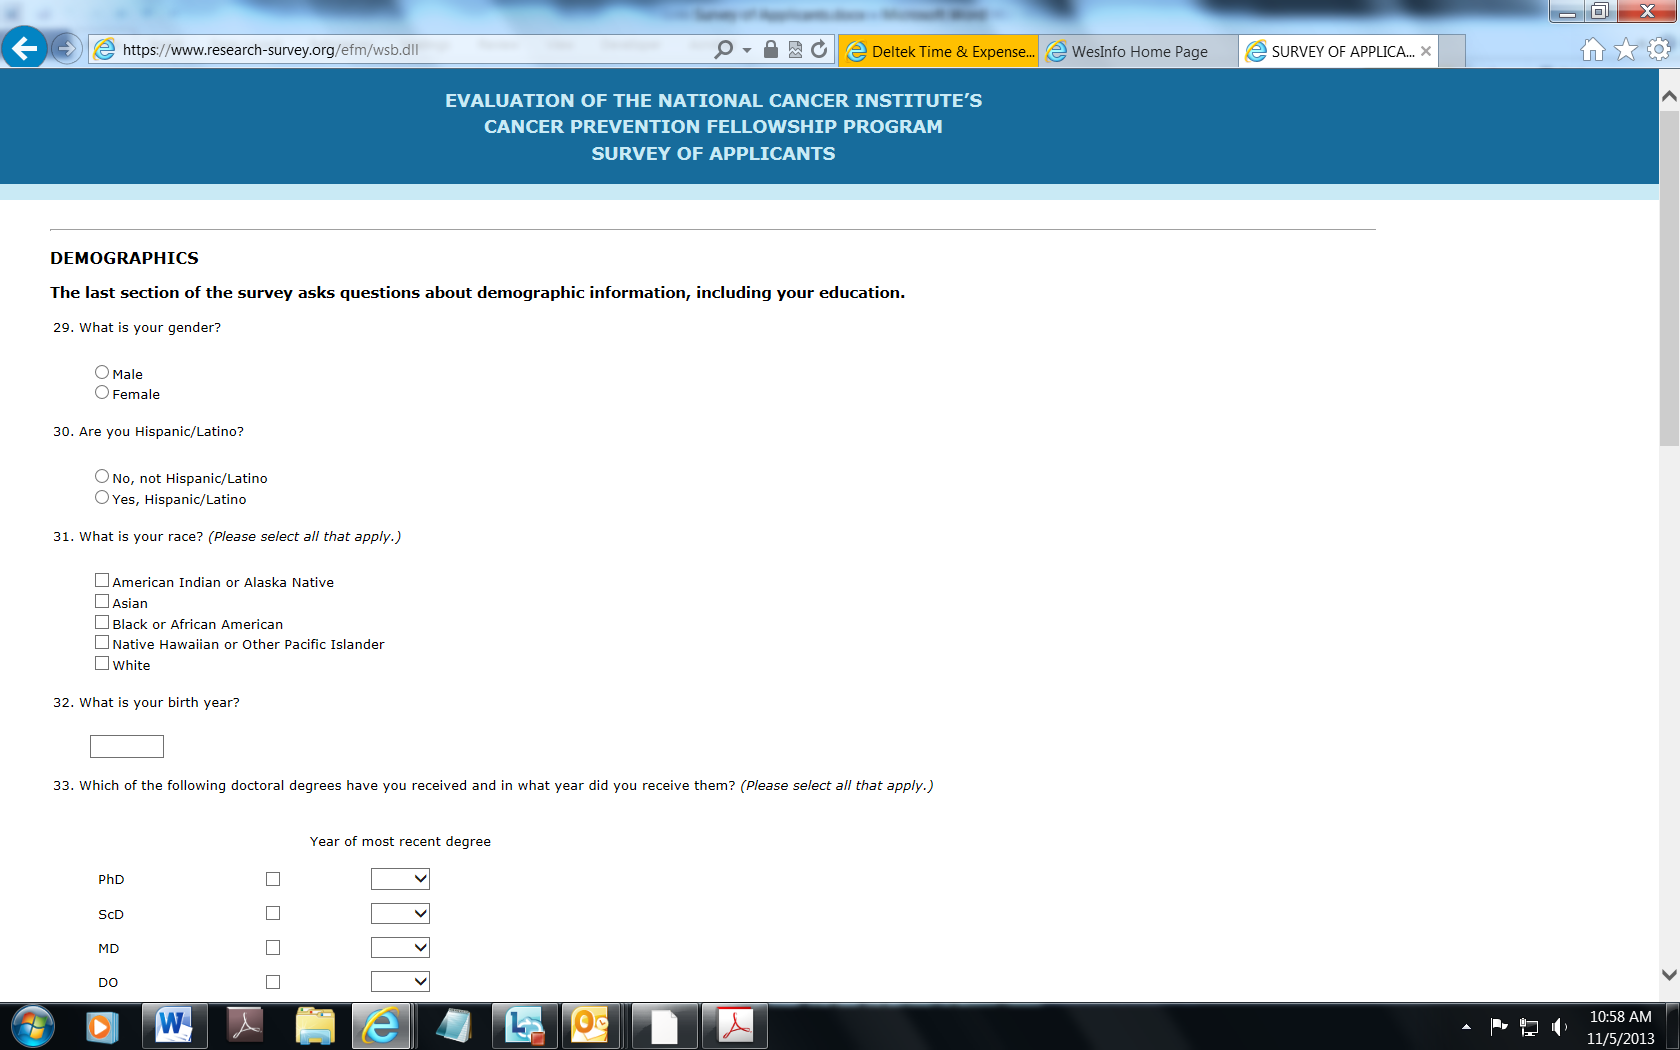 Survey of Applicants.docx - Microsoft Word
https://www.research-survey.org/efm/wsb.dll
Deltek Time & Expense...
WesInfo Home Page
SURVEY OF APPLICA...
EVALUATION OF THE NATIONAL CANCER INSTITUTE'S
CANCER PREVENTION FELLOWSHIP PROGRAM
SURVEY OF APPLICANTS
DEMOGRAPHICS
The last section of the survey asks questions about demographic information, including your education.
29. What is your gender?
Male
Female
30. Are you Hispanic/Latino?
No, not Hispanic/Latino
Yes, Hispanic/Latino
31. What is your race? (Please select all that apply.)
American Indian or Alaska Native
Asian
Black or African American
Native Hawaiian or Other Pacific Islander
White
32. What is your birth year?
33. Which of the following doctoral degrees have you received and in what year did you receive them? (Please select all that apply.)
Year of most recent degree
PhD
ScD
MD
DO
10:58 AM
11/5/2013